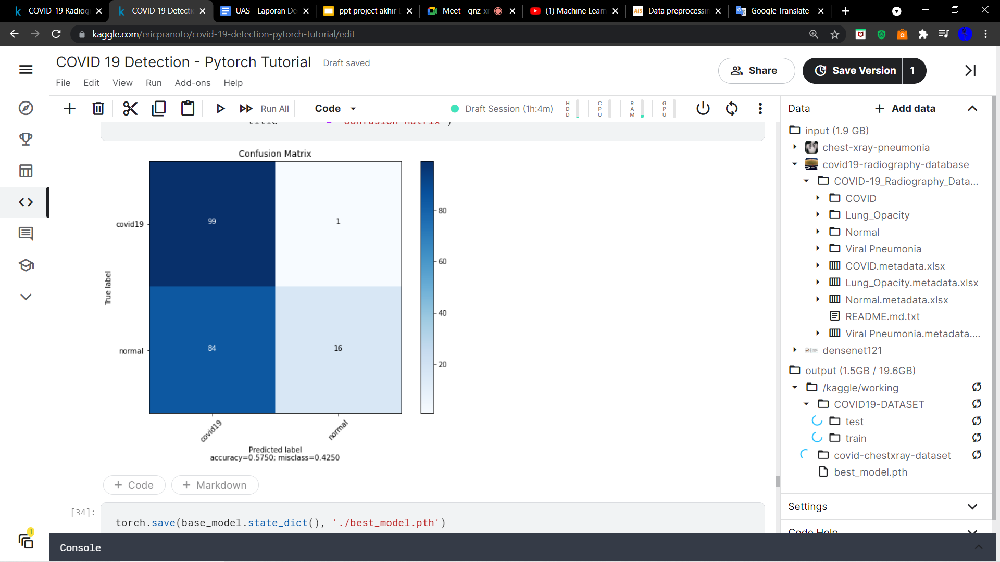 COVID-19 Radiog
COVID 19 Detecti
UAS - Laporan De
ppt project akhir
Meet - gnz-x
(1) Machine Learn
AIS Data preprocessin
Google Translate
kaggle.com/ericpranoto/covid-19-detection-pytorch-tutorial/edit
COVID 19 Detection - Pytorch Tutorial Draft saved
Share
Save Version 1
File Edit View Run Add-ons Help
Run All
Code
Draft Session (1h:4m)
HDD
CPU
RAM
GPU
title = 'Confusion Matrix')
Confusion Matrix
covid19
99
1
normal
84
16
True label
80
60
40
20
covid19
normal
Predicted label
accuracy=0.5750; misclass=0.4250
+ Code
+ Markdown
[34]:
torch.save(base_model.state_dict(), './best_model.pth')
Console
1
Data
+ Add data
input (1.9 GB)
chest-xray-pneumonia
covid19-radiography-database
COVID-19_Radiography_Data...
COVID
Lung_Opacity
Normal
Viral Pneumonia
COVID.metadata.xlsx
Lung_Opacity.metadata.xlsx
Normal.metadata.xlsx
README.md.txt
Viral Pneumonia.metadata....
densenet121
output (1.5GB / 19.6GB)
/kaggle/working
COVID19-DATASET
test
train
covid-chestxray-dataset
best_model.pth
Settings
Code Help